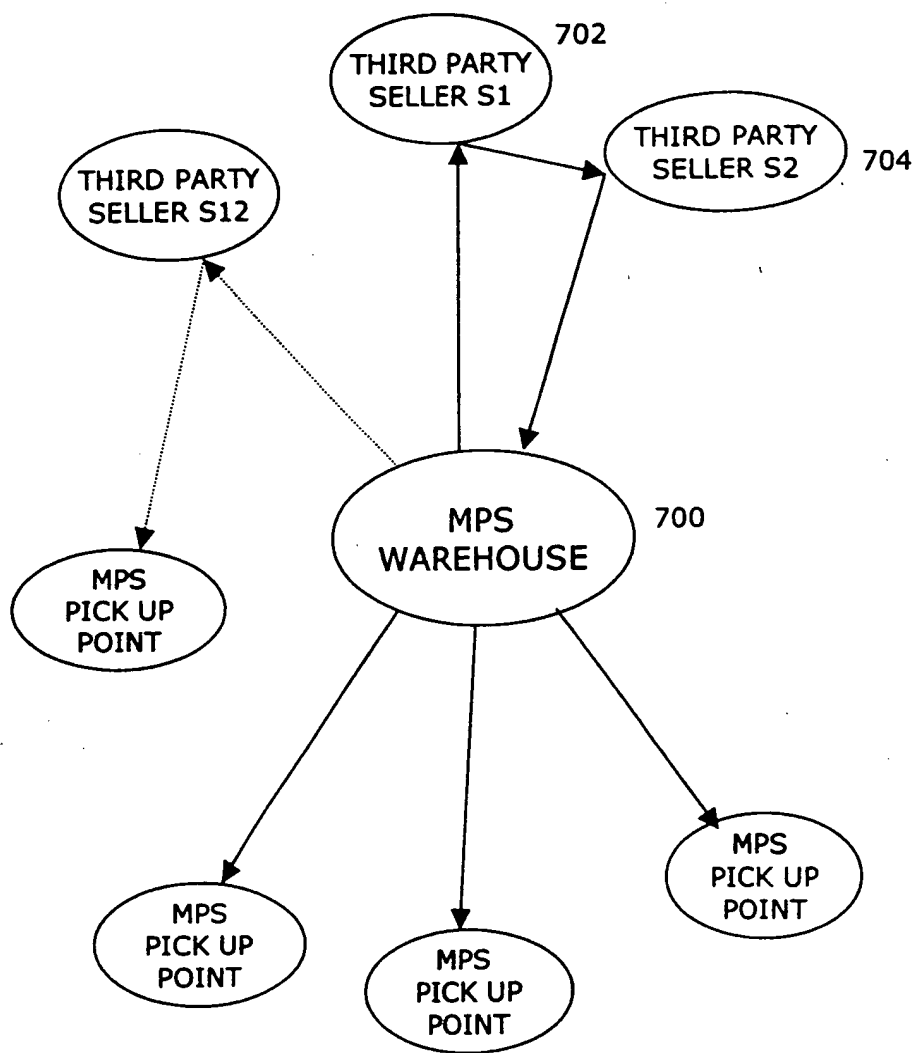 702
THIRD PARTY
SELLER S1
THIRD PARTY
SELLER S2
704
THIRD PARTY
SELLER S12
MPS
WAREHOUSE
700
MPS
PICK UP
POINT
MPS
PICK UP
POINT
MPS
PICK UP
POINT
MPS
PICK UP
POINT